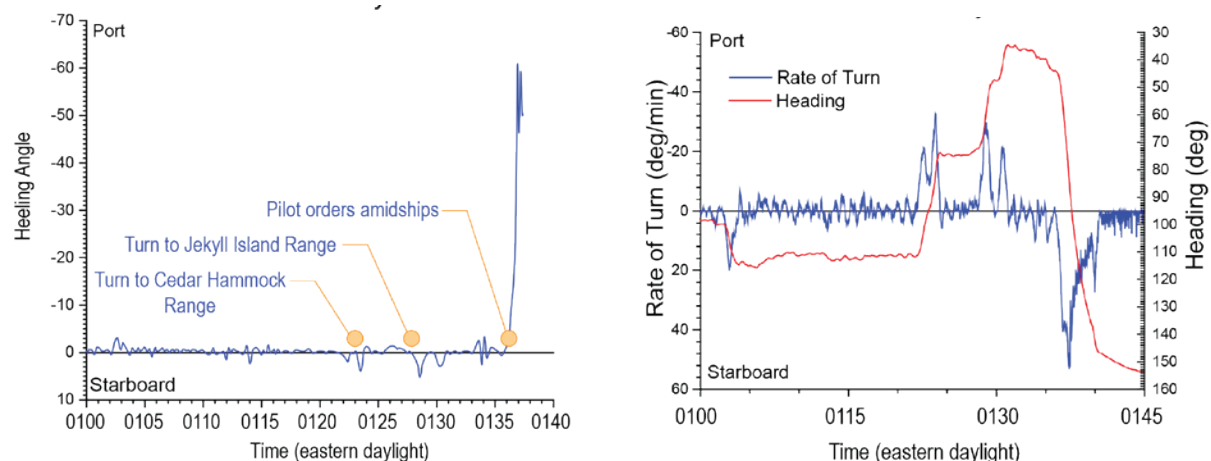 -70
Port
-60
-50
-40
-30
-20
-10
0
10
Heeling Angle
Pilot orders amidships
Turn to Jekyll Island Range
Turn to Cedar Hammock
Range
Starboard
0100 0105 0110 0115 0120 0125 0130 0135 0140
Time (eastern daylight)
-60
Port
-40
-20
0
20
40
60
Rate of Turn (deg/min)
Rate of Turn
Heading
Starboard
30
40
50
60
70
80
90
100
110
120
130
140
150
160
Heading (deg)
0100 0115 0130 0145
Time (eastern daylight)